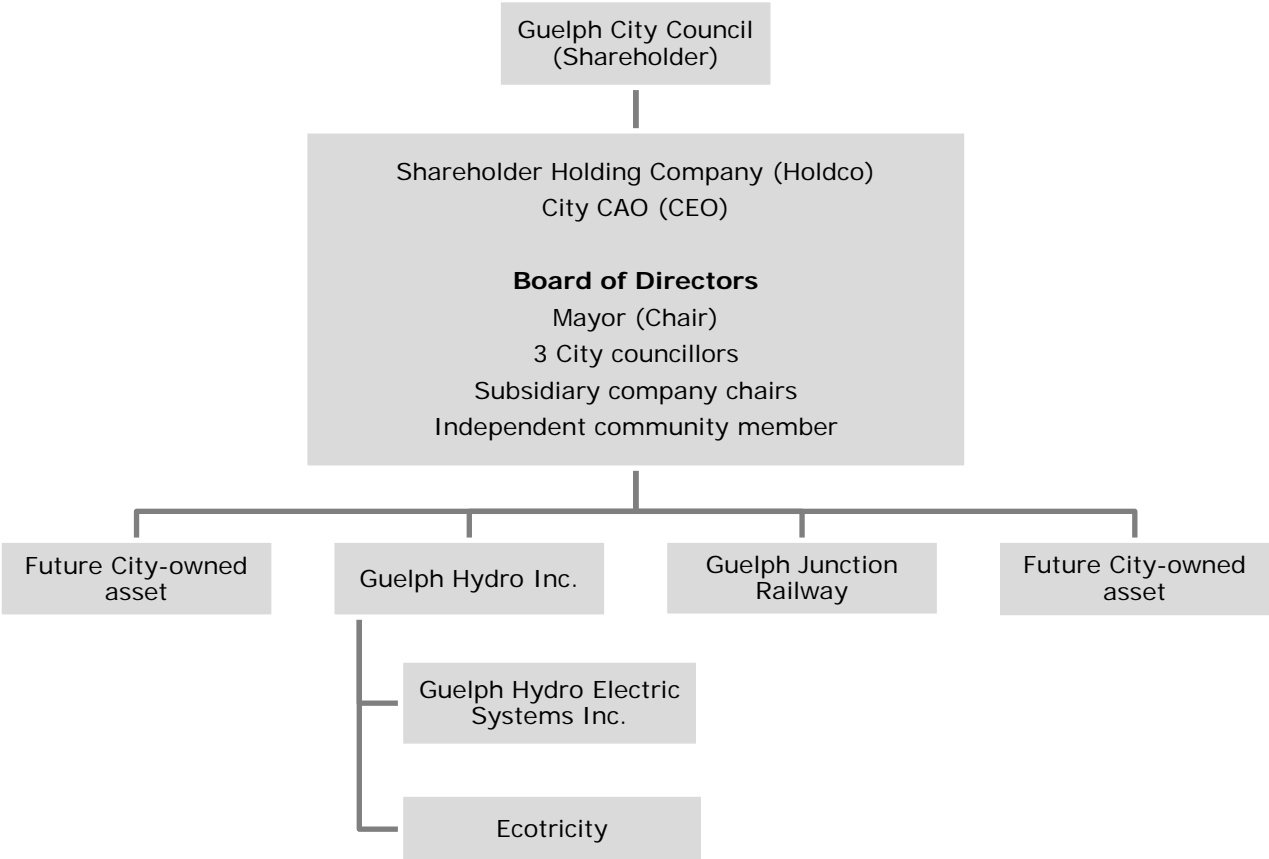 Guelph City Council
(Shareholder)
Shareholder Holding Company (Holdco)
City CAO (CEO)
Board of Directors
Mayor (Chair)
3 City councillors
Subsidiary company chairs
Independent community member
Future City-owned
asset
Guelph Hydro Inc.
Guelph Junction
Railway
Future City-owned
asset
Guelph Hydro Electric
Systems Inc.
Ecotricity